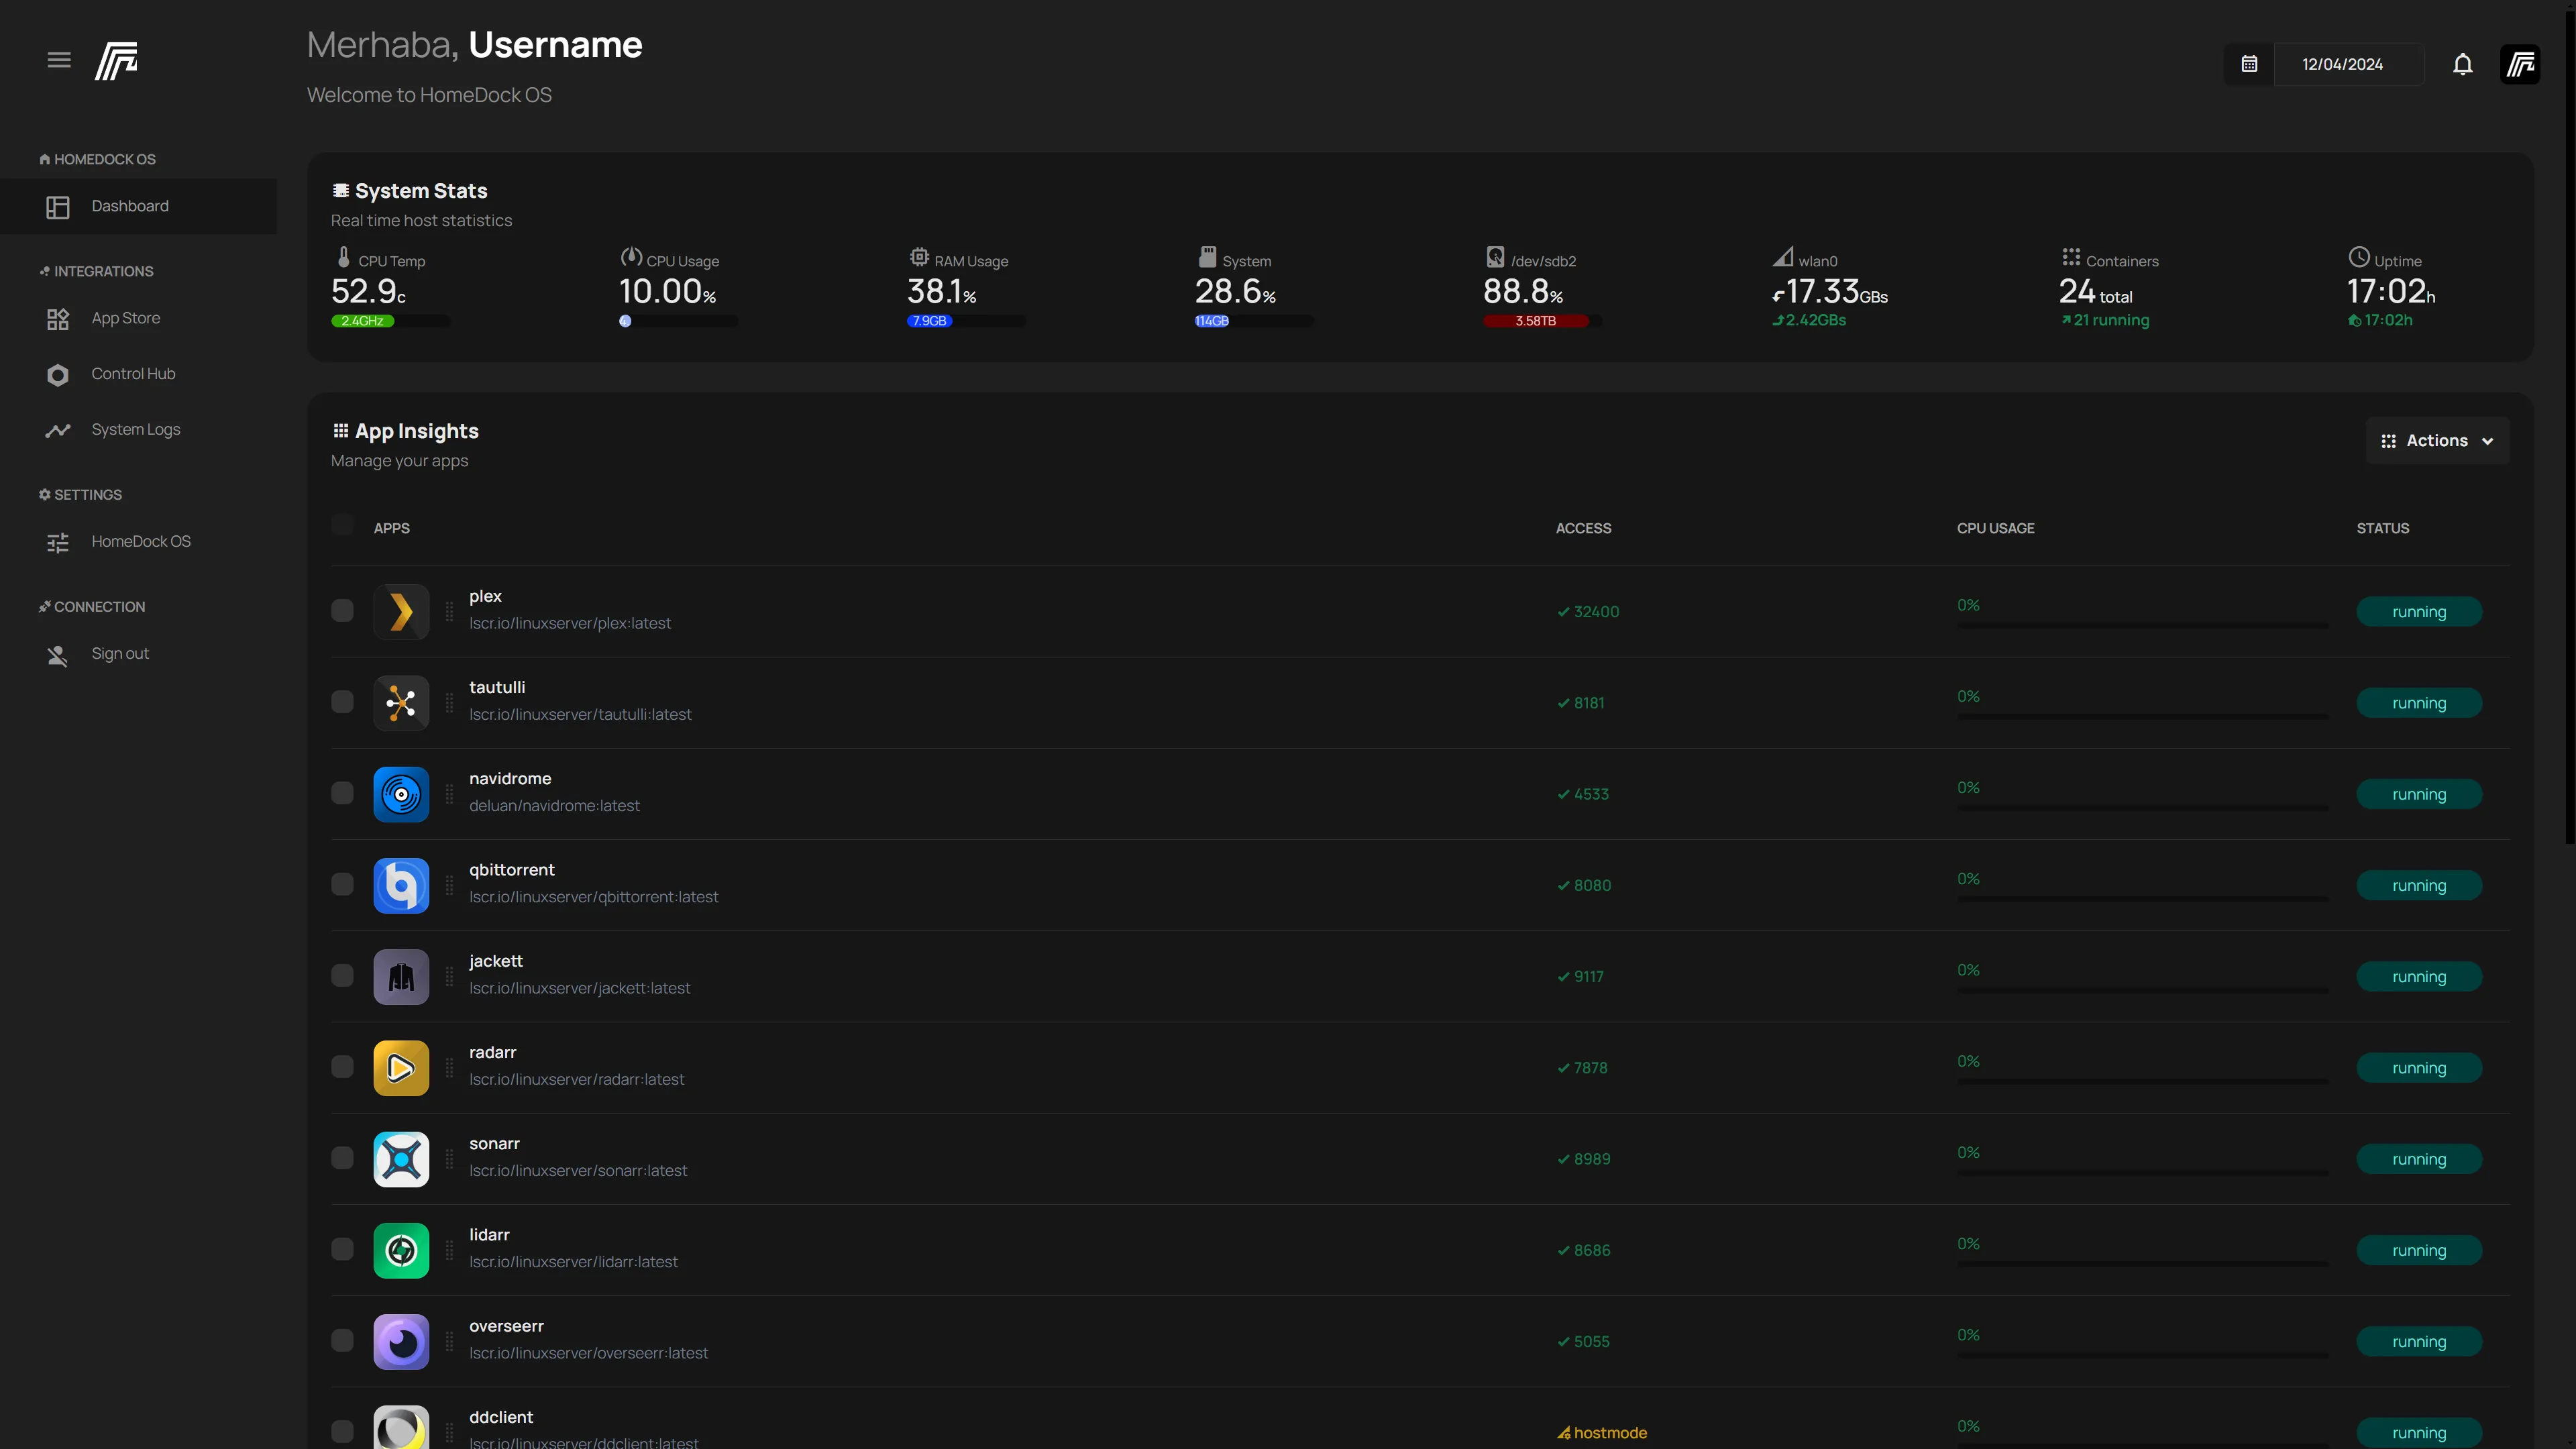 Merhaba, Username
Welcome to HomeDock OS
12/04/2024
HOMEDOCK OS
Dashboard
INTEGRATIONS
App Store
Control Hub
System Logs
SETTINGS
HomeDock OS
CONNECTION
Sign out
System Stats
Real time host statistics
CPU Temp
52.9c
2.4GHz
CPU Usage
10.00%
RAM Usage
38.1%
7.9GB
System
28.6%
114GB
/dev/sdb2
88.8%
3.58TB
wlan0
17.33GBs
2.42GBs
Containers
24 total
21 running
Uptime
17:02h
17:02h
App Insights
Manage your apps
Actions
APPS ACCESS CPU USAGE STATUS
plex
lscr.io/linuxserver/plex:latest
32400
0%
running
tautulli
lscr.io/linuxserver/tautulli:latest
8181
0%
running
navidrome
deluan/navidrome:latest
4533
0%
running
qbittorrent
lscr.io/linuxserver/qbittorrent:latest
8080
0%
running
jackett
lscr.io/linuxserver/jackett:latest
9117
0%
running
radarr
lscr.io/linuxserver/radarr:latest
7878
0%
running
sonarr
lscr.io/linuxserver/sonarr:latest
8989
0%
running
lidarr
lscr.io/linuxserver/lidarr:latest
8686
0%
running
overseerr
lscr.io/linuxserver/overseerr:latest
5055
0%
running
ddclient
lscr.io/linuxserver/ddclient:latest
hostmode
0%
running